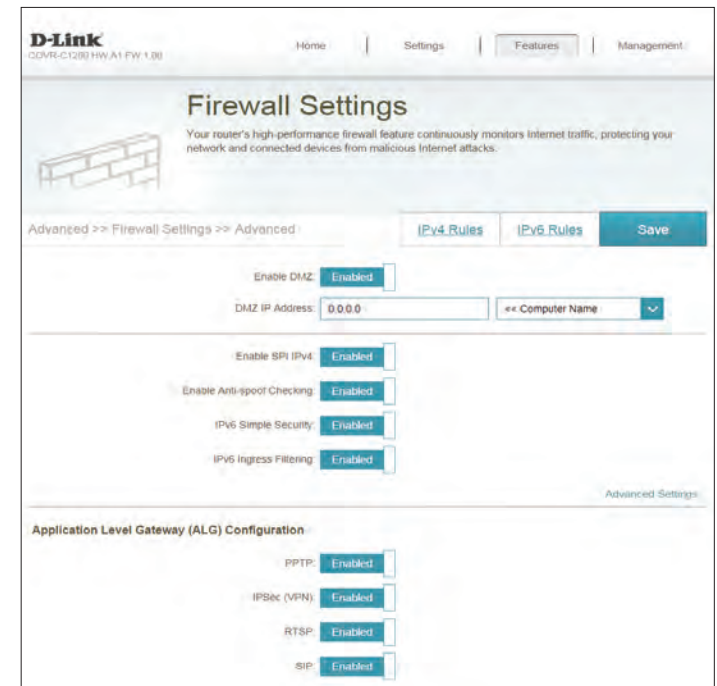 D-Link
COVR-C1200 HW:A1 FW:1.00
Home | Settings | Features | Management
Firewall Settings
Your router's high-performance firewall feature continuously monitors Internet traffic, protecting your
network and connected devices from malicious Internet attacks.
Advanced >> Firewall Settings >> Advanced IPv4 Rules IPv6 Rules Save
Enable DMZ: Enabled
DMZ IP Address: 0.0.0.0 << Computer Name
Enable SPI IPv4: Enabled
Enable Anti-spoof Checking: Enabled
IPv6 Simple Security: Enabled
IPv6 Ingress Filtering: Enabled
Advanced Settings
Application Level Gateway (ALG) Configuration
PPTP: Enabled
IPSec (VPN): Enabled
RTSP: Enabled
SIP: Enabled